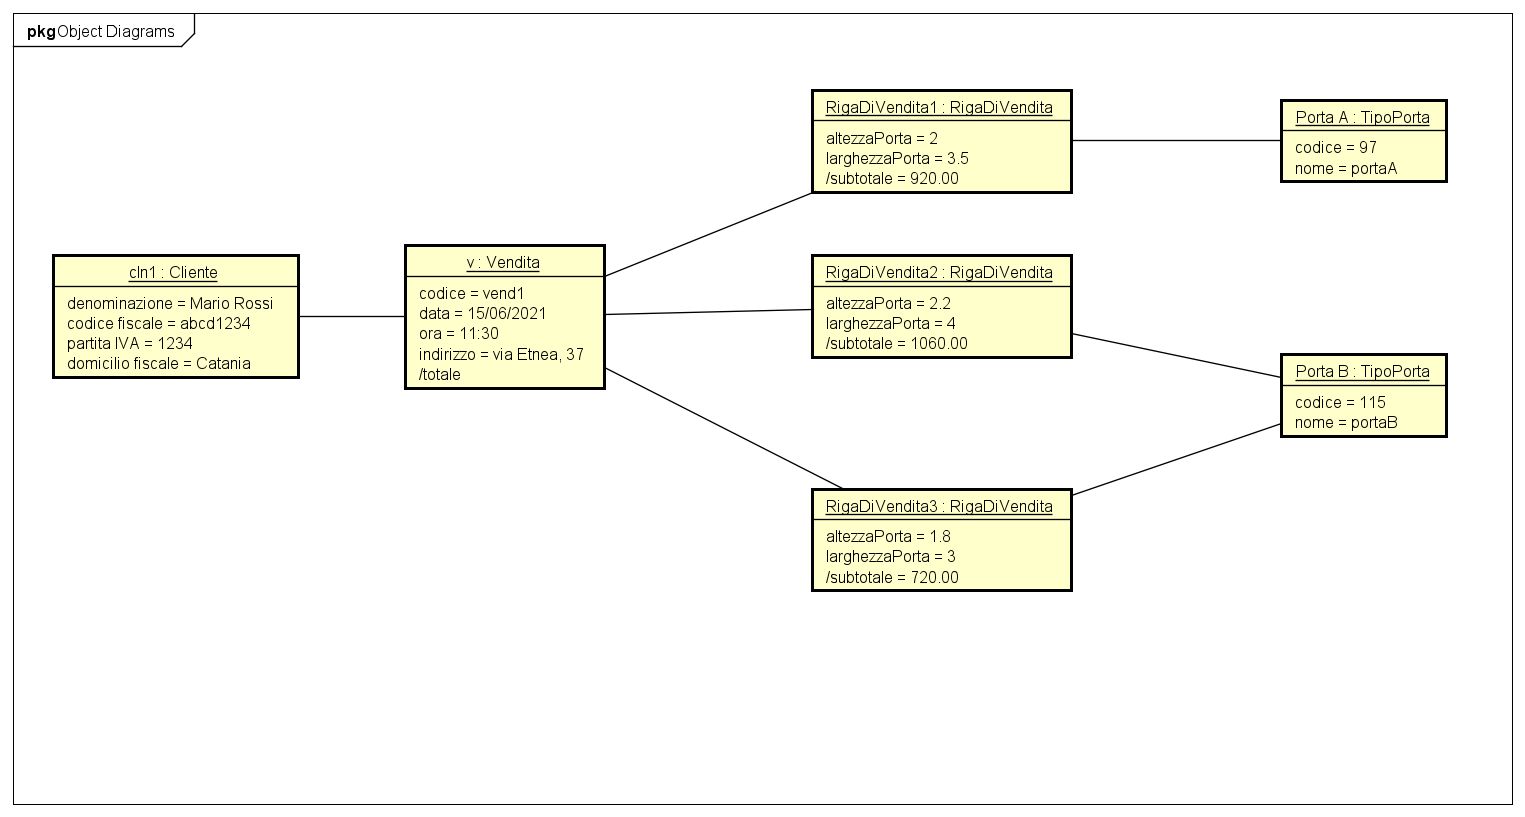 pkg Object Diagrams
cln1 : Cliente
denominazione = Mario Rossi
codice fiscale = abcd1234
partita IVA = 1234
domicilio fiscale = Catania
v : Vendita
codice = vend1
data = 15/06/2021
ora = 11:30
indirizzo = via Etnea, 37
/totale
RigaDiVendita1 : RigaDiVendita
altezzaPorta = 2
larghezzaPorta = 3.5
/subtotale = 920.00
RigaDiVendita2 : RigaDiVendita
altezzaPorta = 2.2
larghezzaPorta = 4
/subtotale = 1060.00
RigaDiVendita3 : RigaDiVendita
altezzaPorta = 1.8
larghezzaPorta = 3
/subtotale = 720.00
Porta A : TipoPorta
codice = 97
nome = portaA
Porta B : TipoPorta
codice = 115
nome = portaB